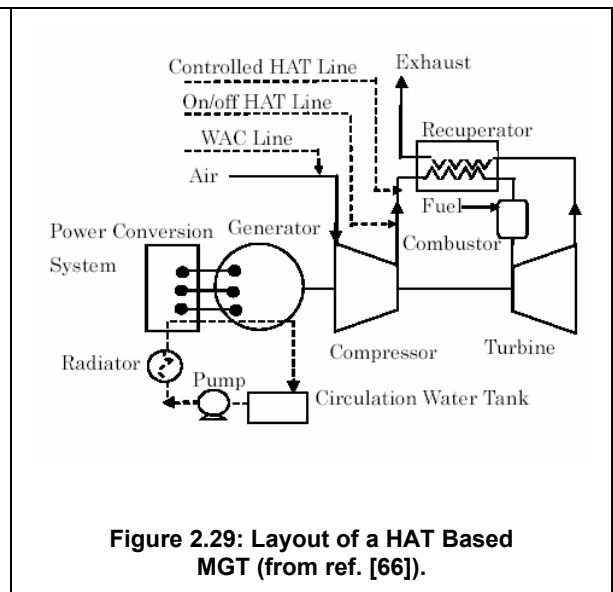 Controlled HAT Line
Exhaust
On/off HAT Line
Recuperator
WAC Line
Air
Fuel
Power Conversion
System
Generator
Combustor
Compressor
Turbine
Radiator
Pump
Circulation Water Tank
Figure 2.29: Layout of a HAT Based
MGT (from ref. [66]).